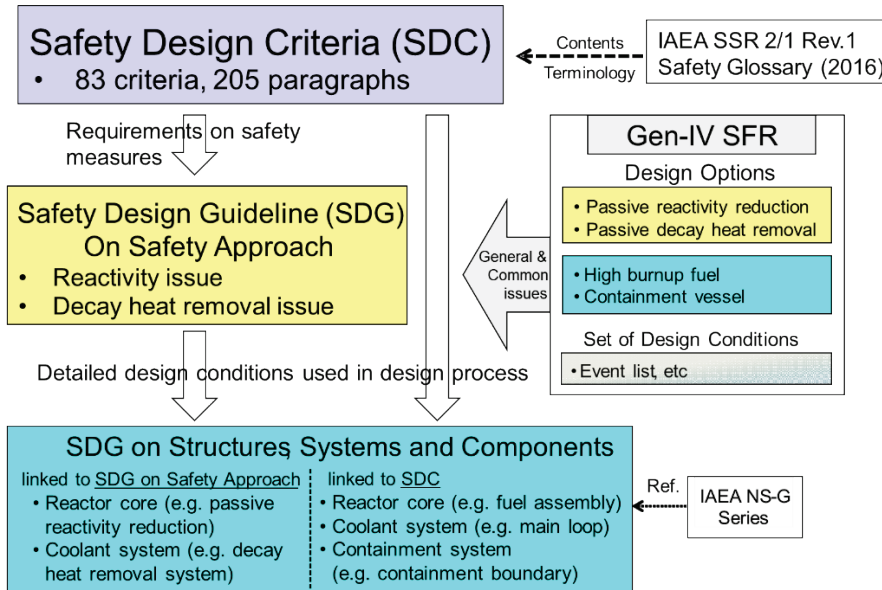 Safety Design Criteria (SDC)
• 83 criteria, 205 paragraphs
Contents
Terminology
IAEA SSR 2/1 Rev.1
Safety Glossary (2016)
Requirements on safety
measures
Safety Design Guideline (SDG)
On Safety Approach
• Reactivity issue
• Decay heat removal issue
General &
Common
issues
Gen-IV SFR
Design Options
• Passive reactivity reduction
• Passive decay heat removal
• High burnup fuel
• Containment vessel
Set of Design Conditions
• Event list, etc
Detailed design conditions used in design process
SDG on Structures, Systems and Components
linked to SDG on Safety Approach
• Reactor core (e.g. passive
reactivity reduction)
• Coolant system (e.g. decay
heat removal system)
linked to SDC
• Reactor core (e.g. fuel assembly)
• Coolant system (e.g. main loop)
• Containment system
(e.g. containment boundary)
Ref.
IAEA NS-G
Series